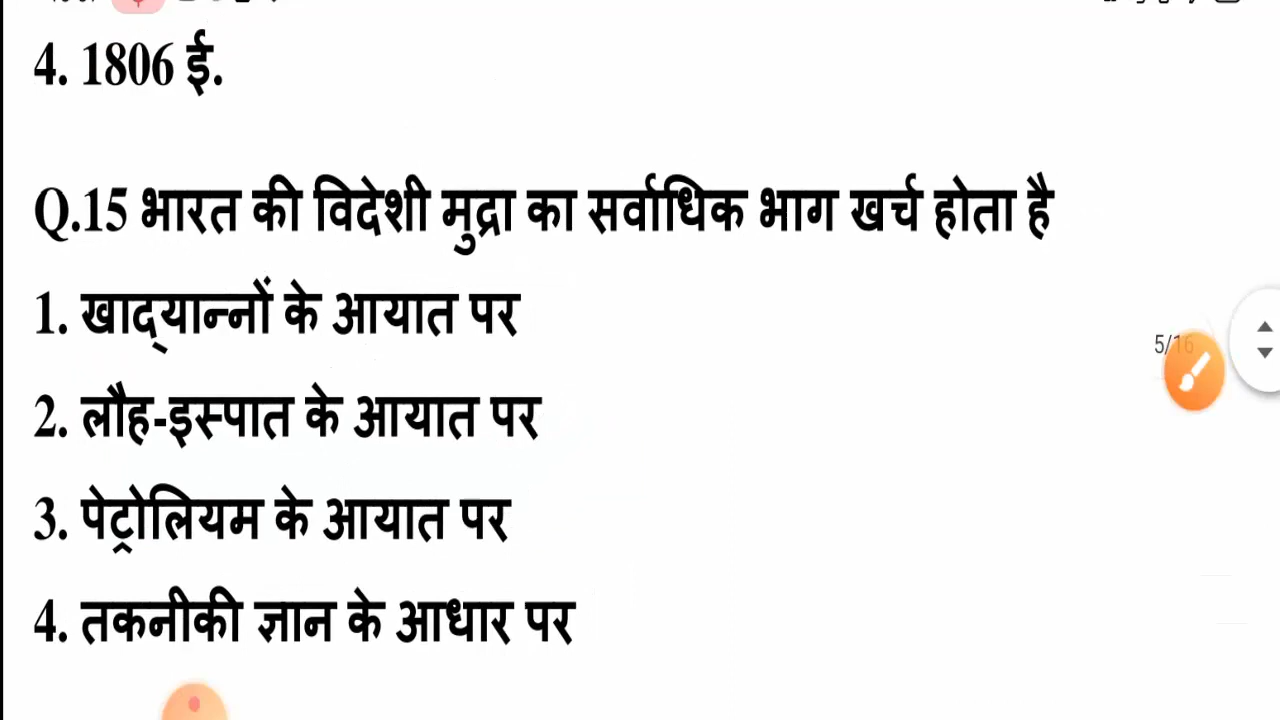 4. 1806 ई.
Q.15 भारत की विदेशी मुद्रा का सर्वाधिक भाग खर्च होता है
1. खाद्यान्नों के आयात पर
5/16
2. लौह-इस्पात के आयात पर
3. पेट्रोलियम के आयात पर
4. तकनीकी ज्ञान के आधार पर